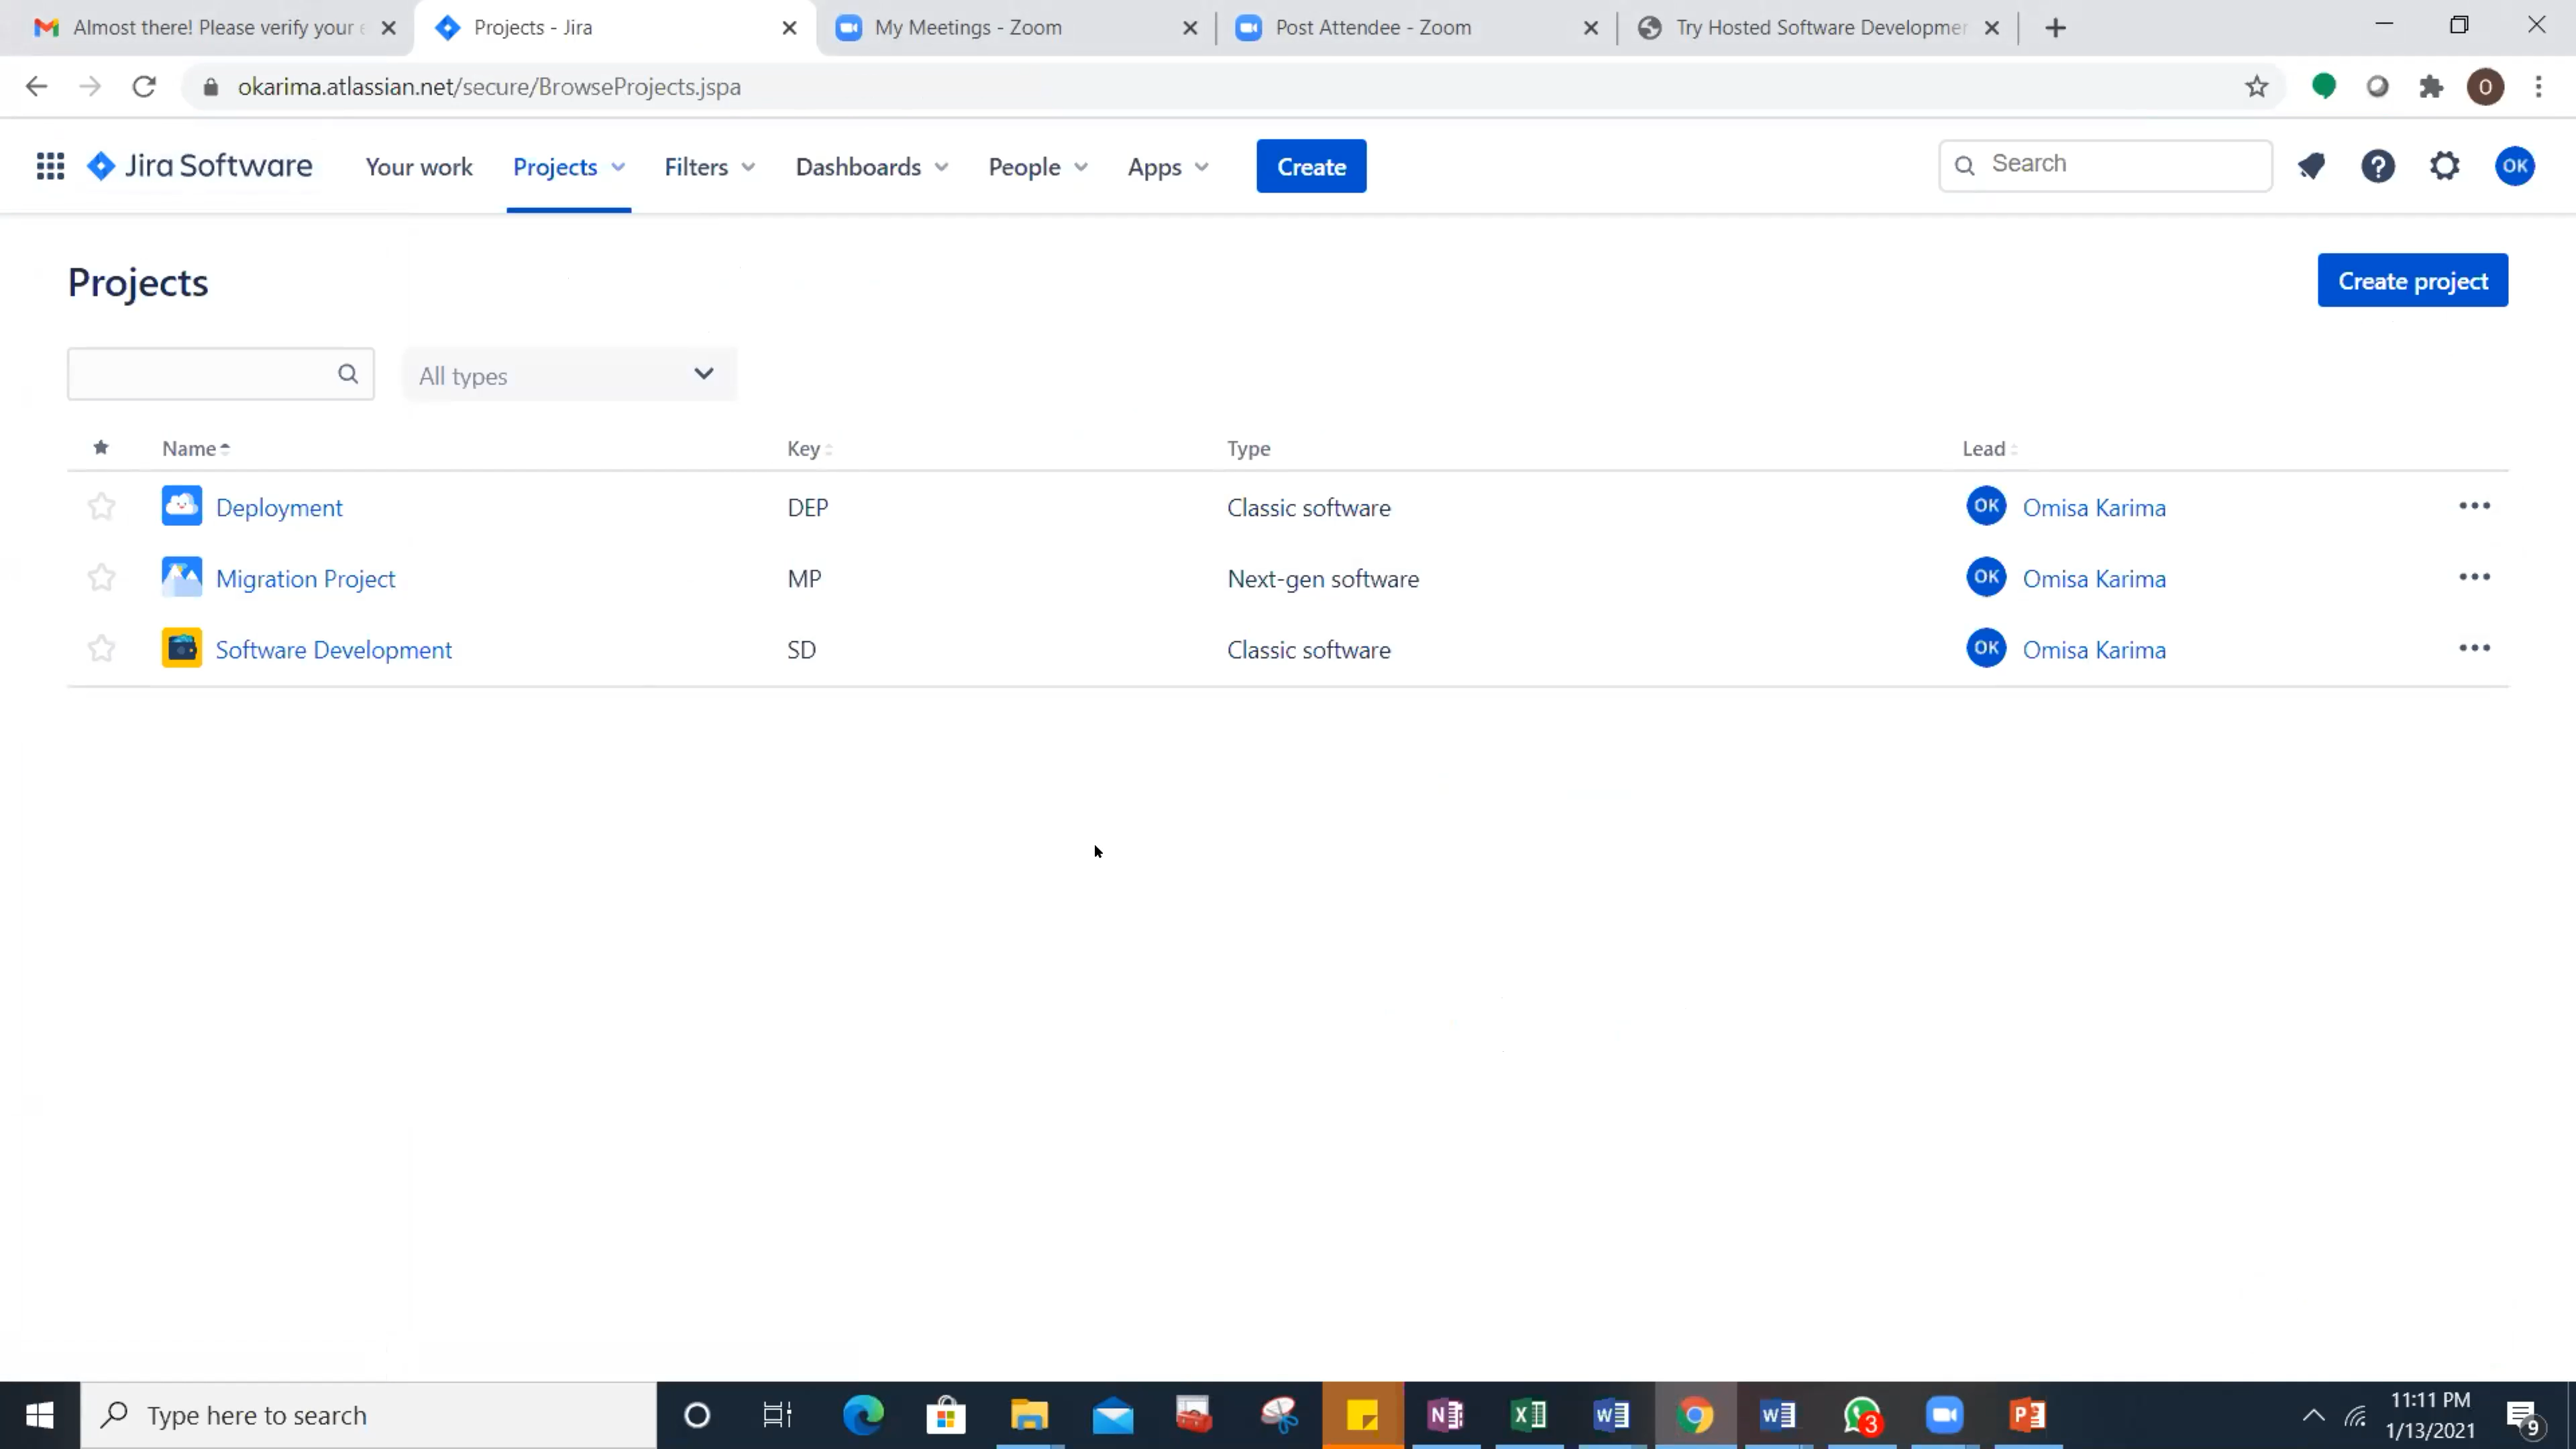 Almost there! Please verify your e
Projects - Jira
My Meetings - Zoom
Post Attendee - Zoom
Try Hosted Software Developmen
okarima.atlassian.net/secure/BrowseProjects.jspa
O
Jira Software
Your work
Projects
Filters
Dashboards
People
Apps
Create
Search
OK
Projects
Create project
All types
Name
Key
Type
Lead
Deployment
DEP
Classic software
OK
Omisa Karima
Migration Project
MP
Next-gen software
OK
Omisa Karima
Software Development
SD
Classic software
OK
Omisa Karima
Type here to search
3
11:11 PM
1/13/2021
9